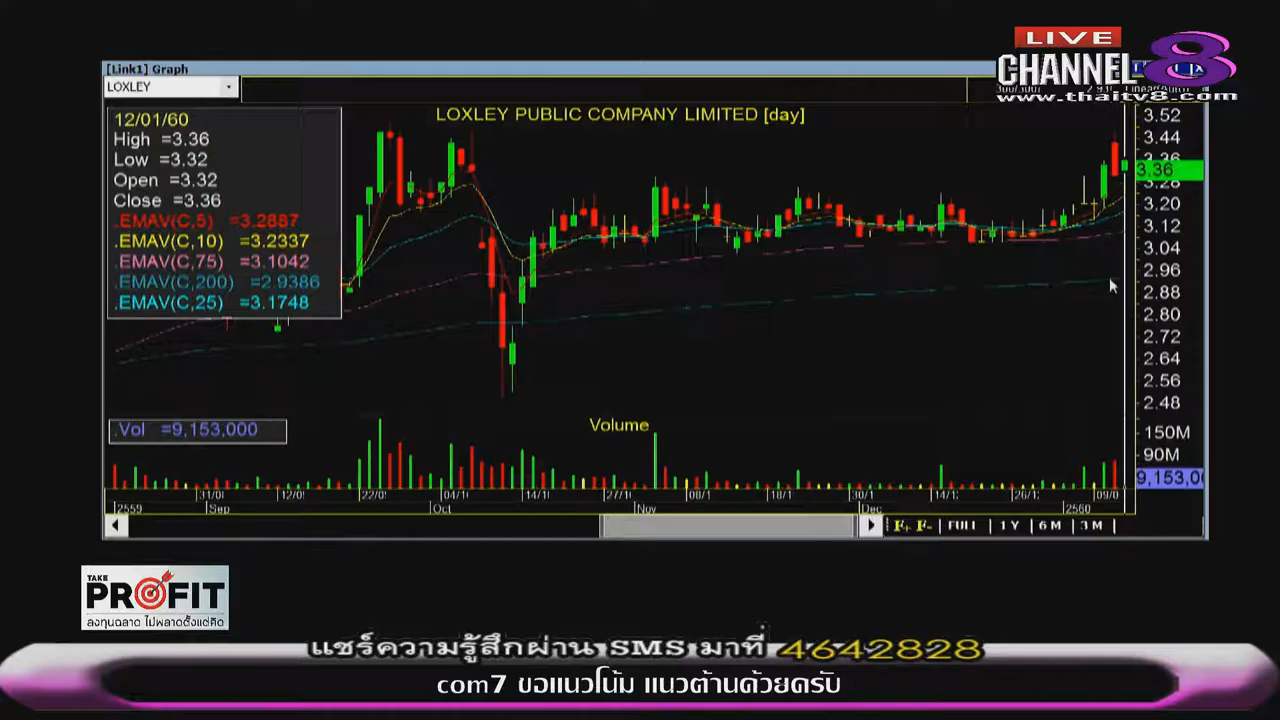 LIVE
CHANNEL 8
www.thaitv8.com
[Link1] Graph
LOXLEY
LOXLEY PUBLIC COMPANY LIMITED [day]
12/01/60
High =3.36
Low =3.32
Open =3.32
Close =3.36
.EMAV(C,5) =3.2887
.EMAV(C,10) =3.2337
.EMAV(C,75) =3.1042
.EMAV(C,200) =2.9386
.EMAV(C,25) =3.1748
3.52
3.44
3.36
3.36
3.28
3.20
3.12
3.04
2.96
2.88
2.80
2.72
2.64
2.56
2.48
.Vol =9,153,000
Volume
150M
90M
9,153,0
31/0 12/0 22/0 04/1 14/1 27/1 08/1 18/1 30/1 14/1 26/1 09/0
2559 Sep Oct Nov Dec 2560
F+ F- FULL 1Y 6M 3M
TAKE
PROFIT
ลงทุนฉลาด ไม่พลาดตั้งแต่คิด
แชร์ความรู้สึกผ่าน SMS มาที่ 4642828
com7 ขอแนวโน้ม แนวต้านด้วยครับ